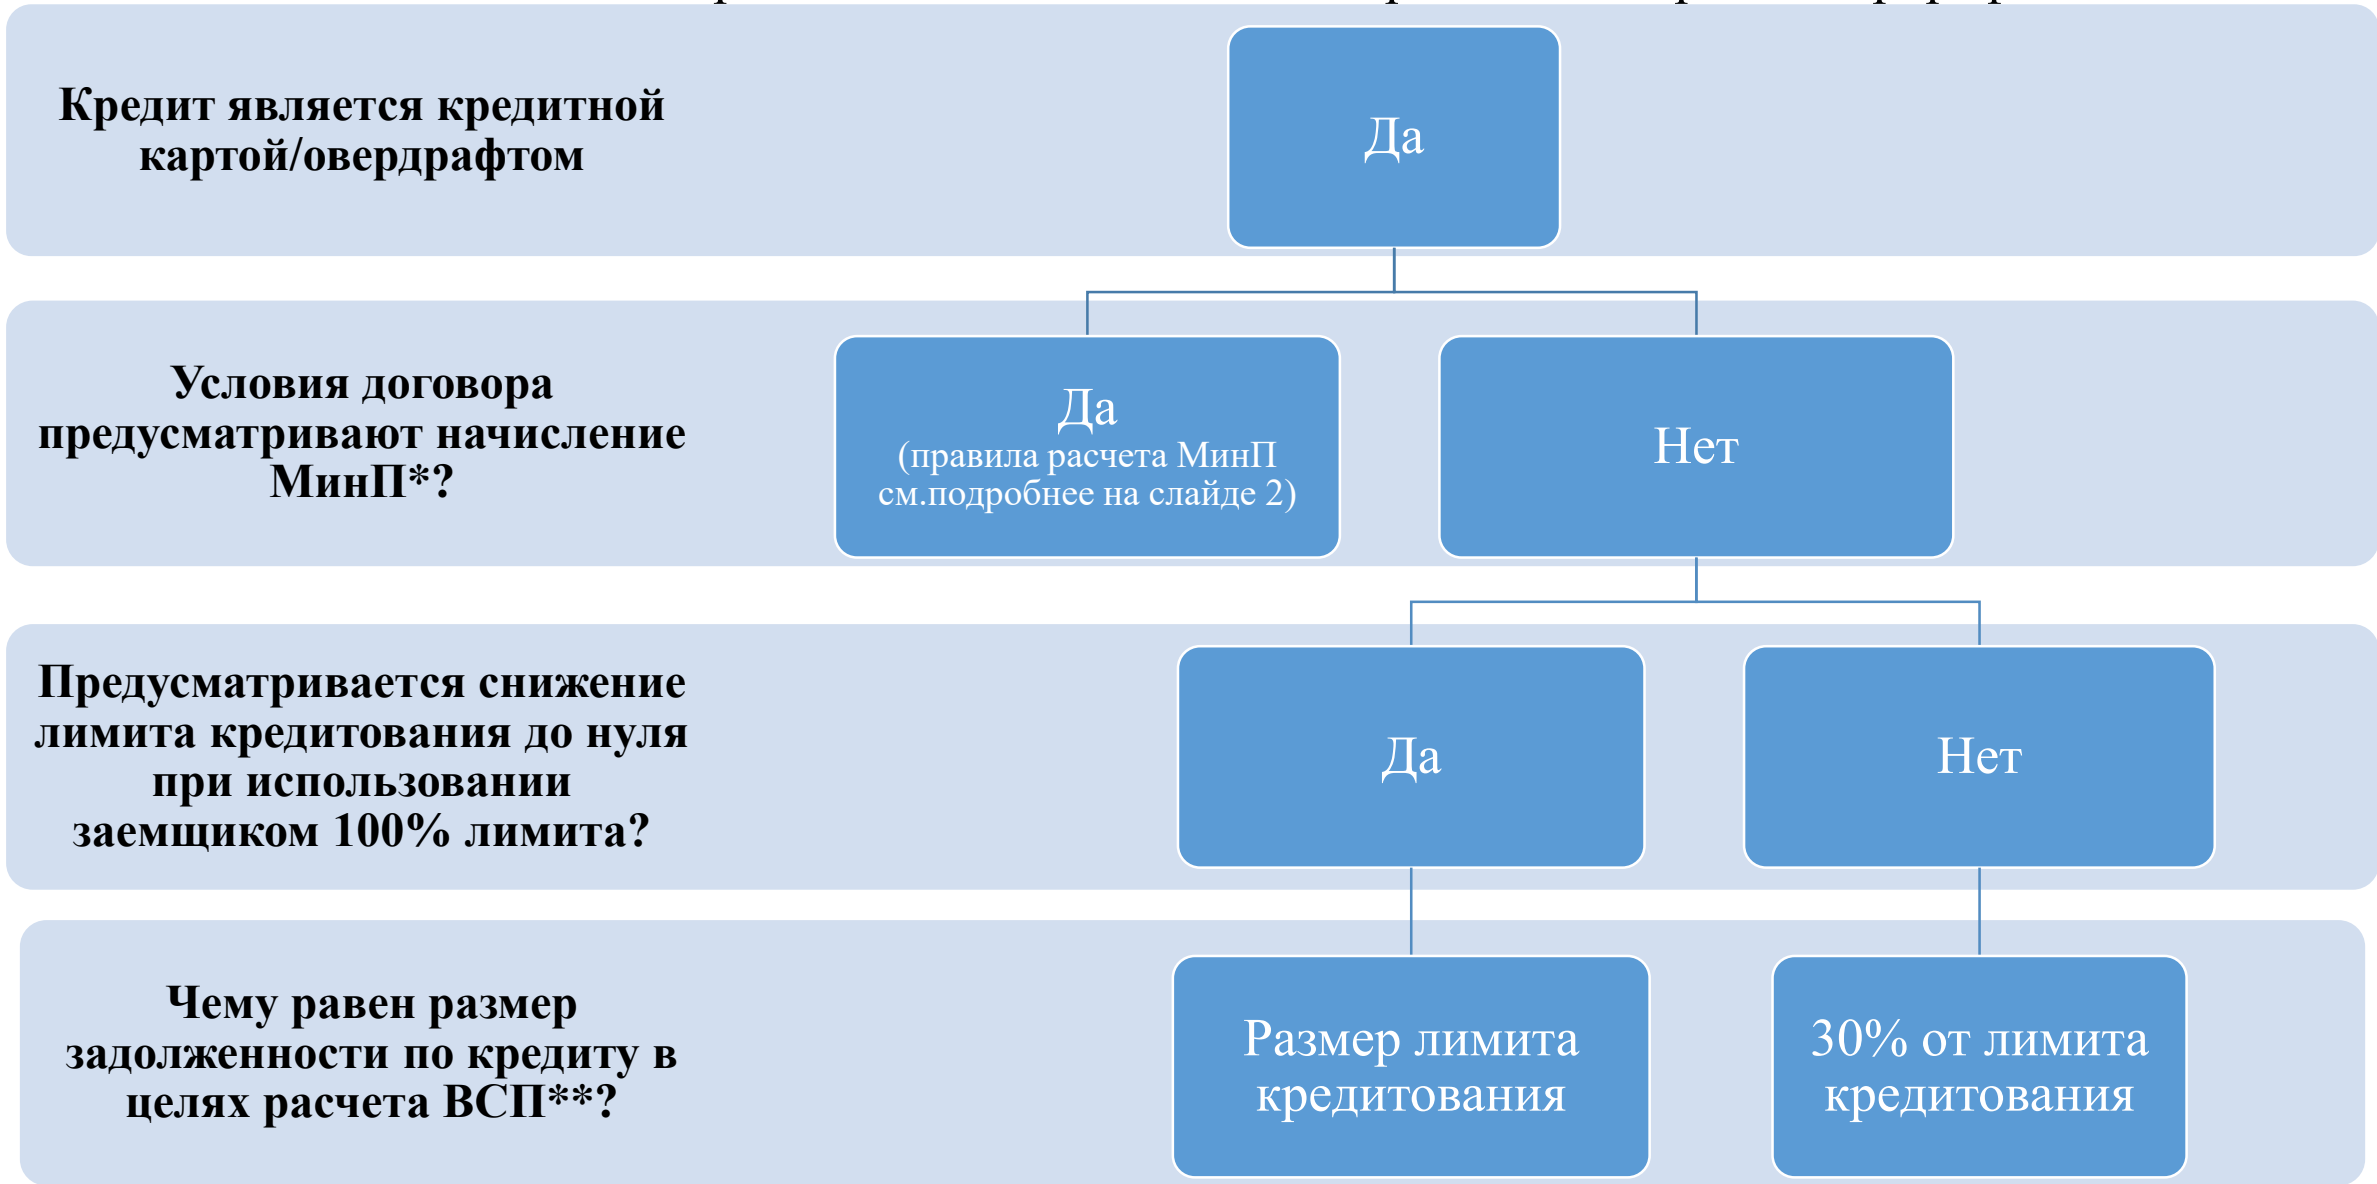 Кредит является кредитной
картой/овердрафтом
Да
Условия договора
предусматривают начисление
МинП*?
Да
(правила расчета МинП
см.подробнее на слайде 2)
Нет
Предусматривается снижение
лимита кредитования до нуля
при использовании
заемщиком 100% лимита?
Да
Нет
Чему равен размер
задолженности по кредиту в
целях расчета ВСП**?
Размер лимита
кредитования
30% от лимита
кредитования